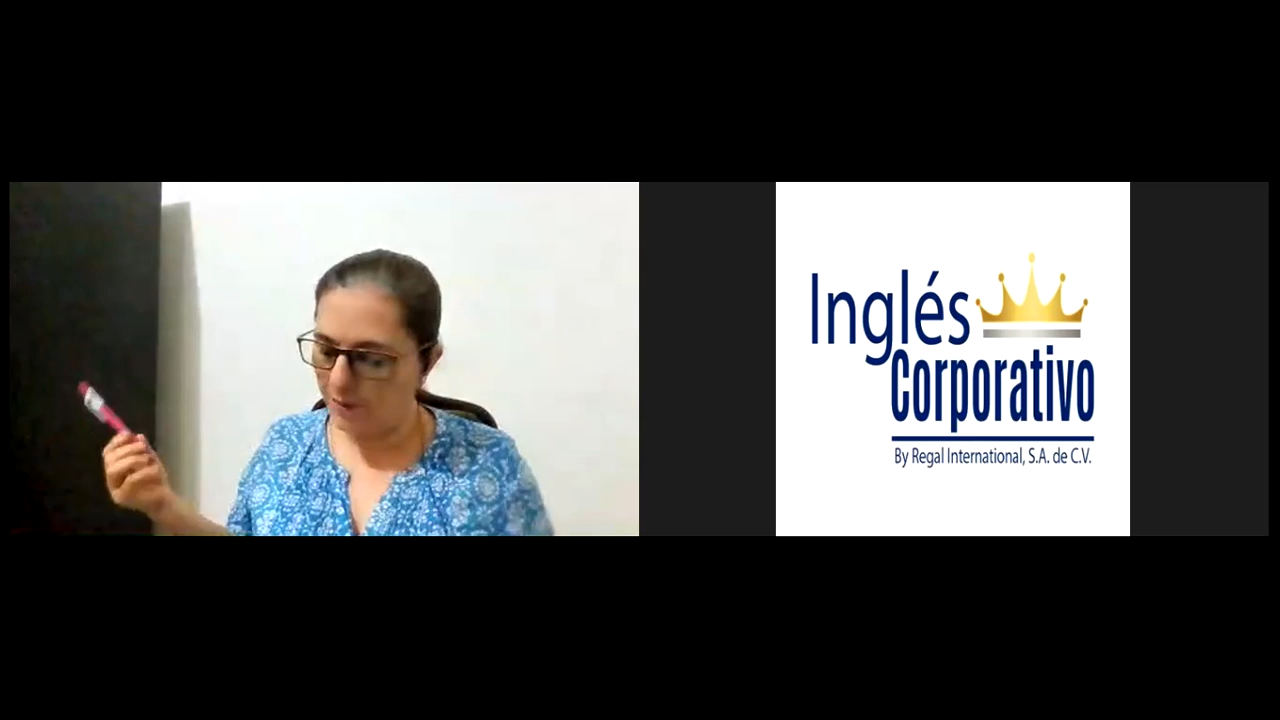 Inglés
Corporativo
By Regal International, S.A. de C.V.